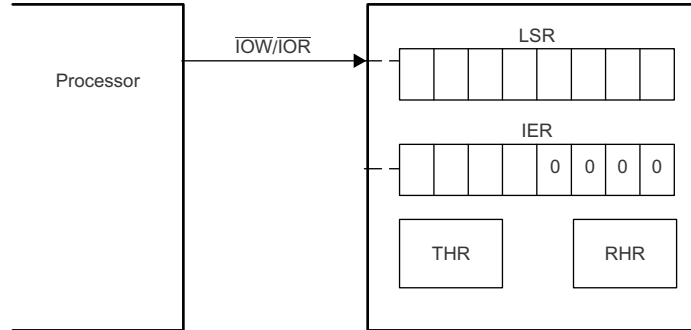 IOW/IOR
LSR
Processor
IER
0 0 0 0
THR
RHR